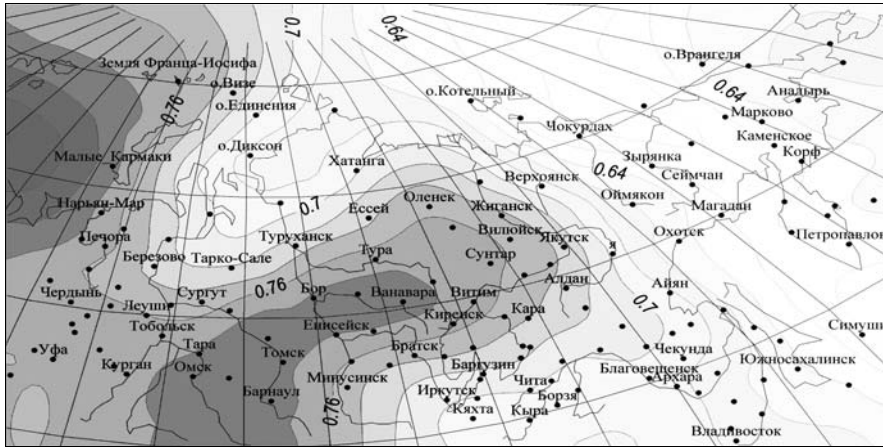 0.7
0.64
о.Врангеля
Земля Франца-Иосифа
0.76
о.Визе
о.Котельный
0.64
Анадырь
о.Единения
Марково
Чокурдах
Каменское
о.Диксон
Малые Кармаки
Хатанга
Зырянка
Корф
0.64
Сеймчан
Верхоянск
Нарьян-Мар
0.7
Оленек
Жиганск
Оймякон
Магадан
Ессей
Печора
Туруханск
Вилюйск
Якутск
Охотск
Петропавловск
Березово
Тарко-Сале
Тура
Сунтар
0.76
Чердынь
Леуши
Сургут
Бор
Ванавара
Витим
Алдан
Айян
0.7
Тобольск
Енисейск
Киренск
Кара
Симушир
Уфа
Тара
Томск
Братск
Чекунда
Южносахалинск
Курган
Омск
Минусинск
Баргузин
Благовещенск
Барнаул
Иркутск
Чита
Борзя
Архара
0.76
Кяхта
Кыра
Владивосток